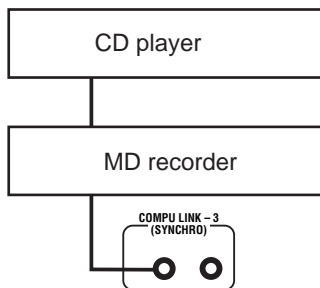 CD player
MD recorder
COMPU LINK – 3
(SYNCHRO)